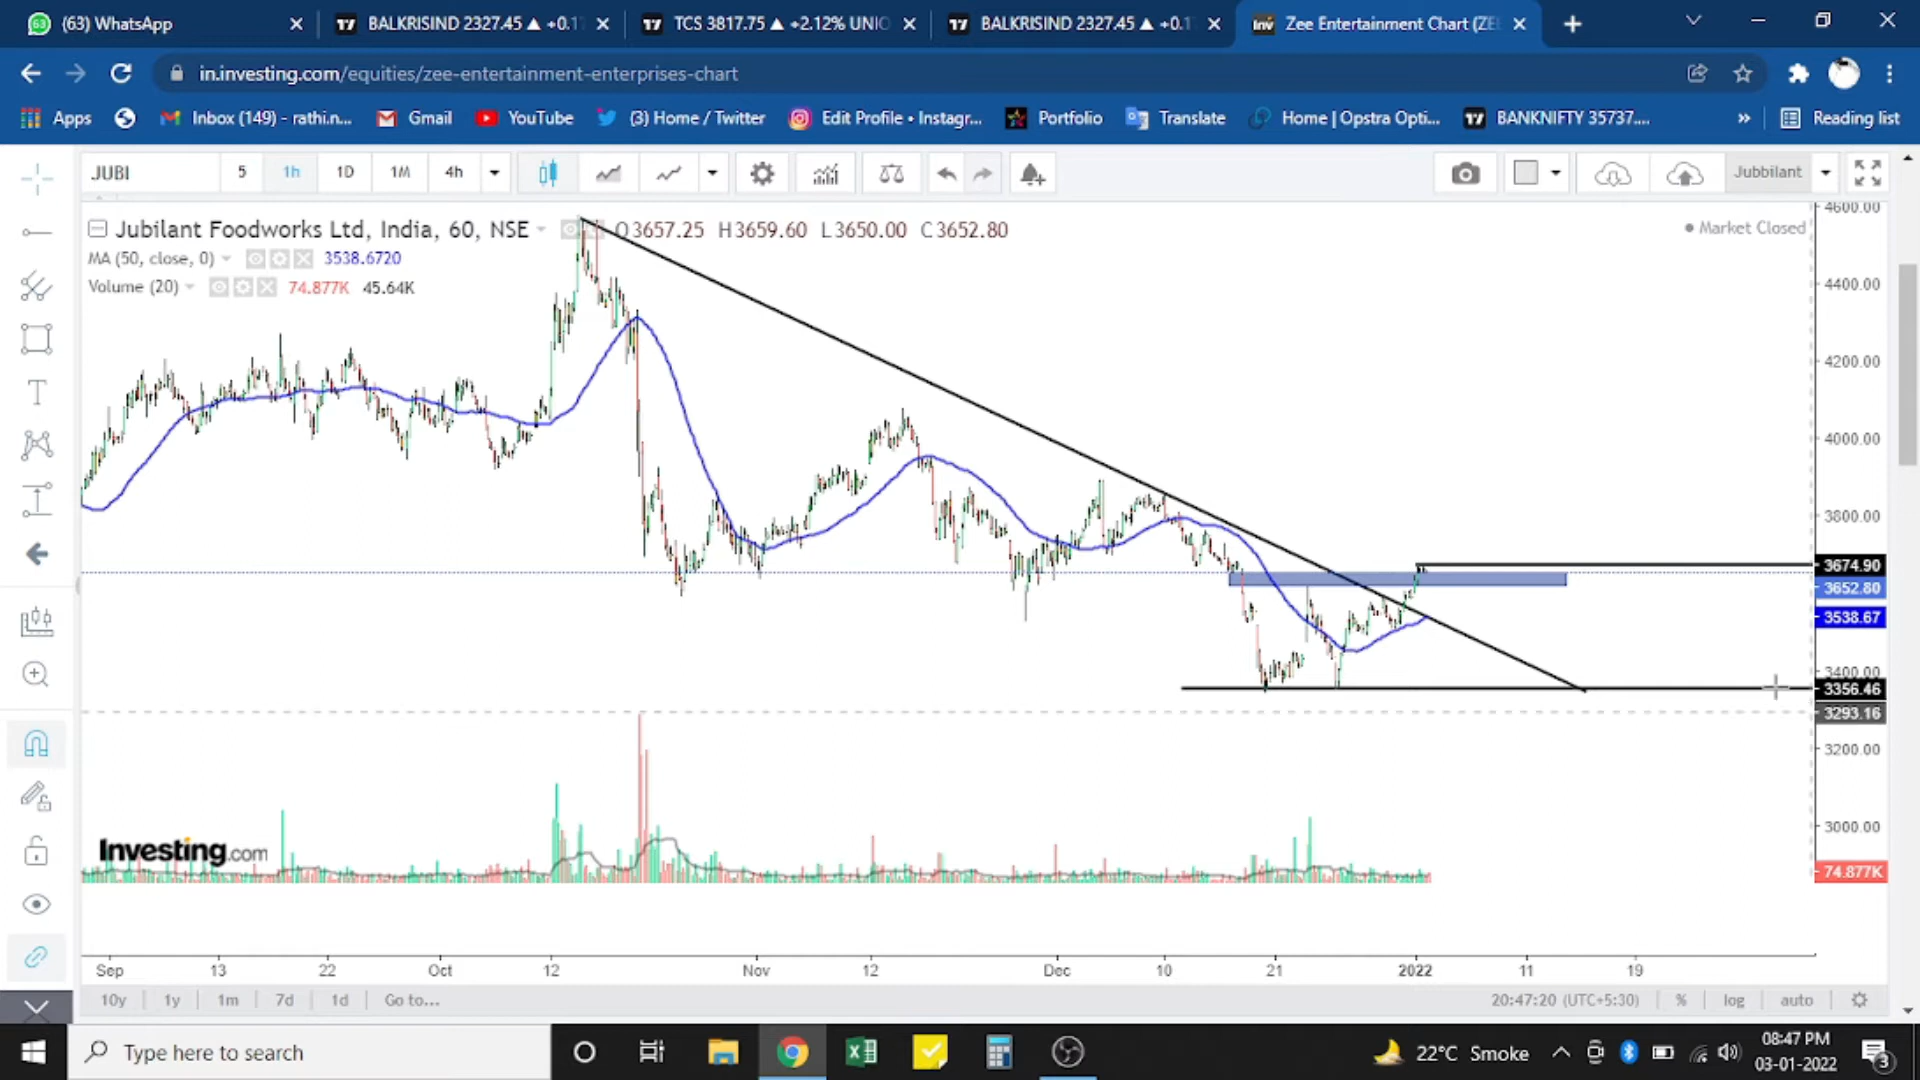 (63) WhatsApp
BALKRISIND 2327.45 ▲ +0.1
TCS 3817.75 ▲ +2.12% UNIO
BALKRISIND 2327.45 ▲ +0.1
Zee Entertainment Chart (ZEE
in.investing.com/equities/zee-entertainment-enterprises-chart
Apps
Inbox (149) - rathi.n...
Gmail
YouTube
(3) Home / Twitter
Edit Profile • Instagr...
Portfolio
Translate
Home | Opstra Opti...
BANKNIFTY 35737....
»
Reading list
JUBI
5
1h
1D
1M
4h
Jubbilant
Jubilant Foodworks Ltd, India, 60, NSE
O 3657.25 H 3659.60 L 3650.00 C 3652.80
Market Closed
MA (50, close, 0)
3538.6720
Volume (20)
74.877K 45.64K
4600.00
4400.00
4200.00
4000.00
3800.00
3674.90
3652.80
3538.67
3400.00
3356.46
3293.16
3200.00
3000.00
74.877K
Investing.com
Sep 13 22 Oct 12 Nov 12 Dec 10 21 2022 11 19
10y 1y 1m 7d 1d Go to...
20:47:20 (UTC+5:30)
% log auto
Type here to search
22°C Smoke
08:47 PM
03-01-2022
3